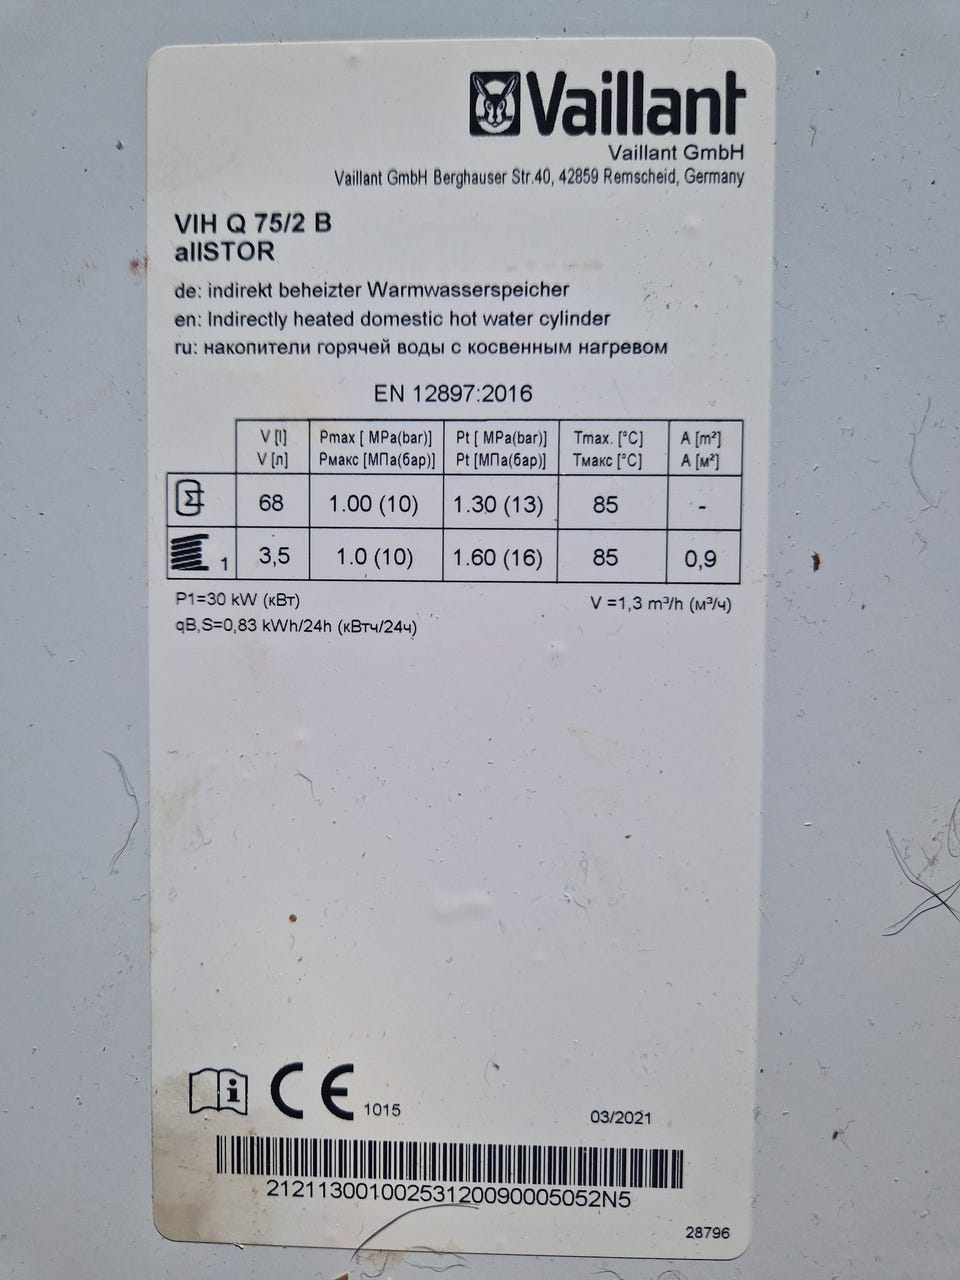 Vaillant
Vaillant GmbH
Vaillant GmbH Berghauser Str.40, 42859 Remscheid, Germany
VIH Q 75/2 B
allSTOR
de: indirekt beheizter Warmwasserspeicher
en: Indirectly heated domestic hot water cylinder
ru: накопители горячей воды с косвенным нагревом
EN 12897:2016
V [l] Pmax [ MPa(bar)] Pt [ MPa(bar)] Tmax. [°C] A [m²]
V [л] Pмакс [МПа(бар)] Pt [МПа(бар)] Tмакс [°C] A [м²]
68 1.00 (10) 1.30 (13) 85 -
1 3,5 1.0 (10) 1.60 (16) 85 0,9
P1=30 kW (кВт) V =1,3 m³/h (м³/ч)
qB,S=0,83 kWh/24h (кВтч/24ч)
i CE 1015 03/2021
21211300100253120090005052N5
28796